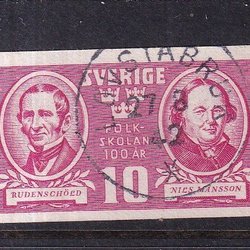 SVERIGE
FOLK-
SKOLAN
100 ÅR
RUDENSCHÖLD
10
NILS MÅNSSON